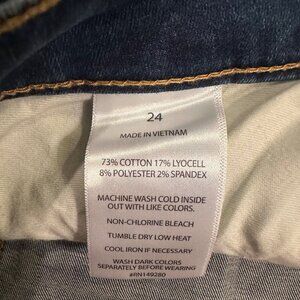 24
MADE IN VIETNAM
73% COTTON 17% LYOCELL
8% POLYESTER 2% SPANDEX
MACHINE WASH COLD INSIDE
OUT WITH LIKE COLORS.
NON-CHLORINE BLEACH
TUMBLE DRY LOW HEAT
COOL IRON IF NECESSARY
WASH DARK COLORS
SEPARATELY BEFORE WEARING
#RN149280